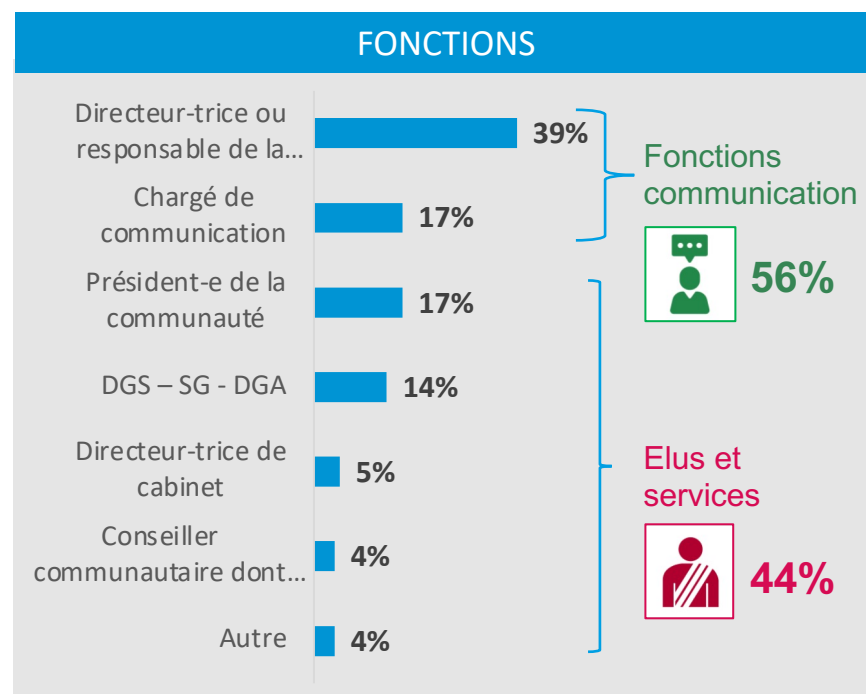 FONCTIONS
Directeur-trice ou
responsable de la...
39%
Chargé de
communication
17%
Fonctions
communication
56%
Président-e de la
communauté
17%
DGS – SG - DGA
14%
Directeur-trice de
cabinet
5%
Elus et
services
44%
Conseiller
communautaire dont...
4%
Autre
4%